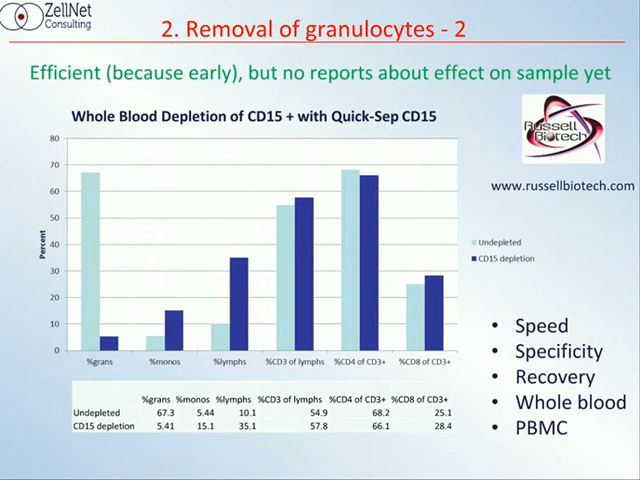 ZellNet
Consulting
2. Removal of granulocytes - 2
Efficient (because early), but no reports about effect on sample yet
Whole Blood Depletion of CD15 + with Quick-Sep CD15
Russell
Biotech
www.russellbiotech.com
80
70
60
50
40
30
20
10
0
Percent
%grans %monos %lymphs %CD3 of lymphs %CD4 of CD3+ %CD8 of CD3+
Undepleted
CD15 depletion
%grans %monos %lymphs %CD3 of lymphs %CD4 of CD3+ %CD8 of CD3+
Undepleted 67.3 5.44 10.1 54.9 68.2 25.1
CD15 depletion 5.41 15.1 35.1 57.8 66.1 28.4
• Speed
• Specificity
• Recovery
• Whole blood
• PBMC